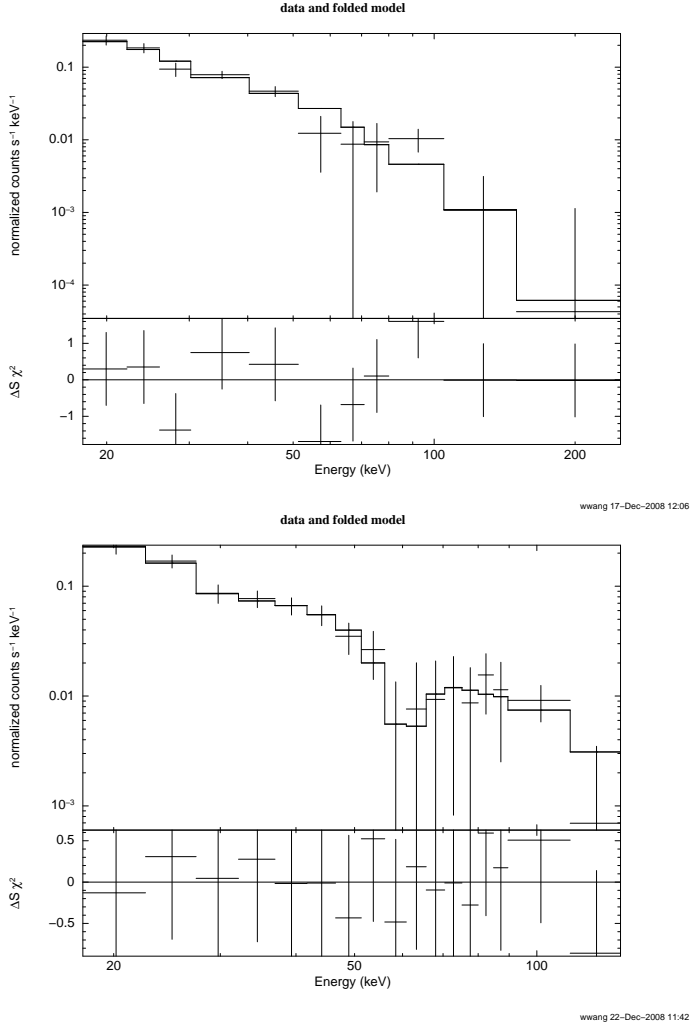 data and folded model
0.1
0.01
10⁻³
10⁻⁴
normalized counts s⁻¹ keV⁻¹
1
0
−1
ΔS χ²
20 50 100 200
Energy (keV)
wwang 17−Dec−2008 12:06
data and folded model
0.1
0.01
10⁻³
normalized counts s⁻¹ keV⁻¹
0.5
0
−0.5
ΔS χ²
20 50 100
Energy (keV)
wwang 22−Dec−2008 11:42